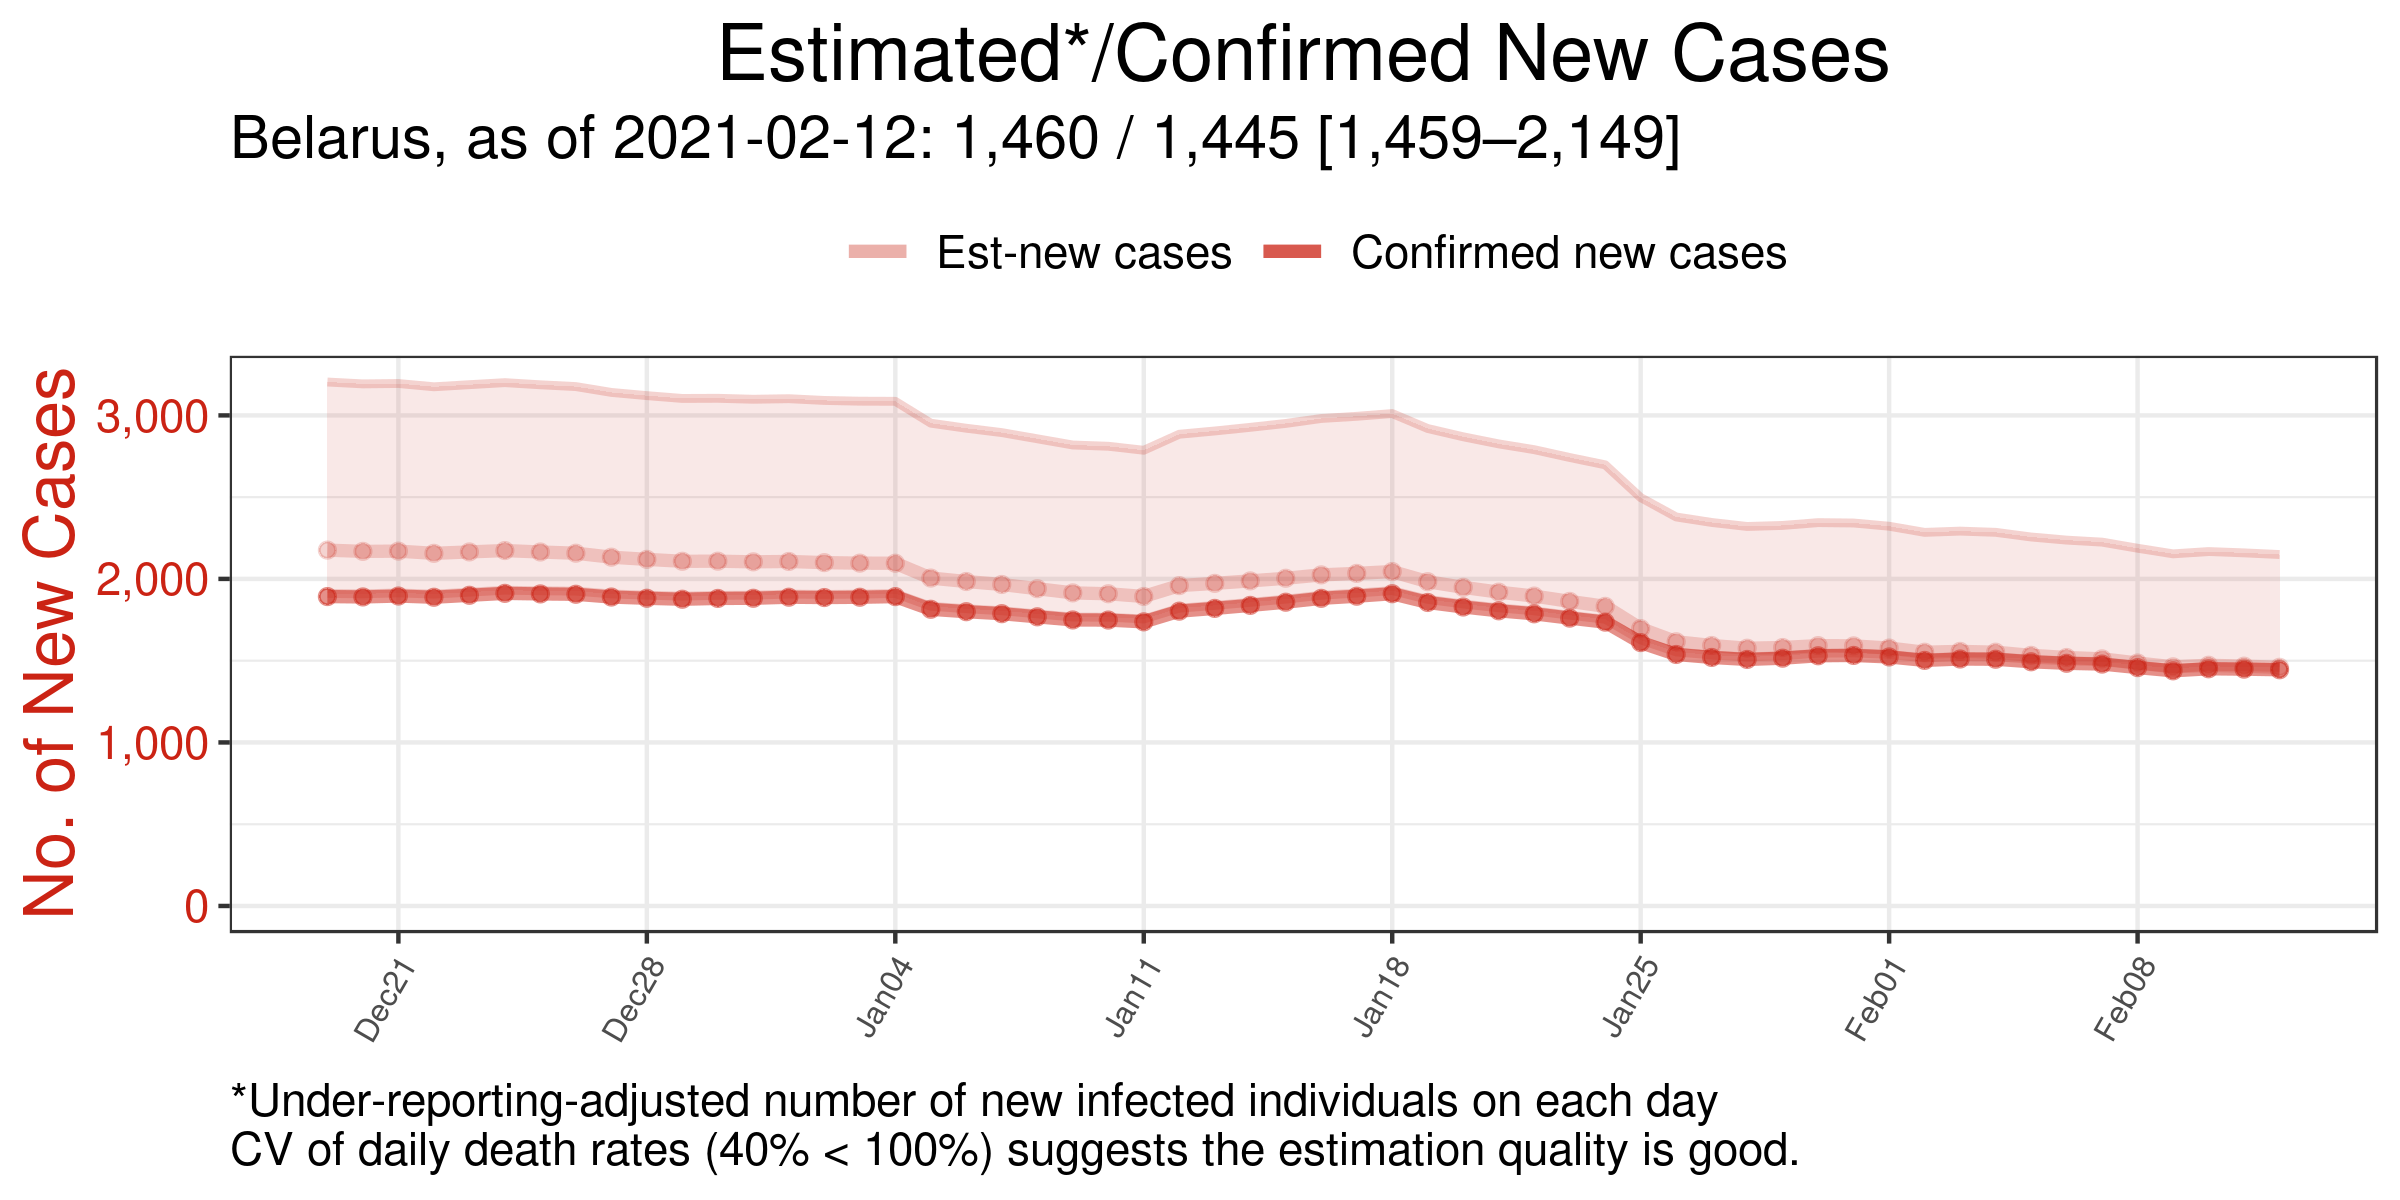 Estimated*/Confirmed New Cases
Belarus, as of 2021-02-12: 1,460 / 1,445 [1,459–2,149]
Est-new cases
Confirmed new cases
No. of New Cases
3,000
2,000
1,000
0
Dec21
Dec28
Jan04
Jan11
Jan18
Jan25
Feb01
Feb08
*Under-reporting-adjusted number of new infected individuals on each day
CV of daily death rates (40% < 100%) suggests the estimation quality is good.